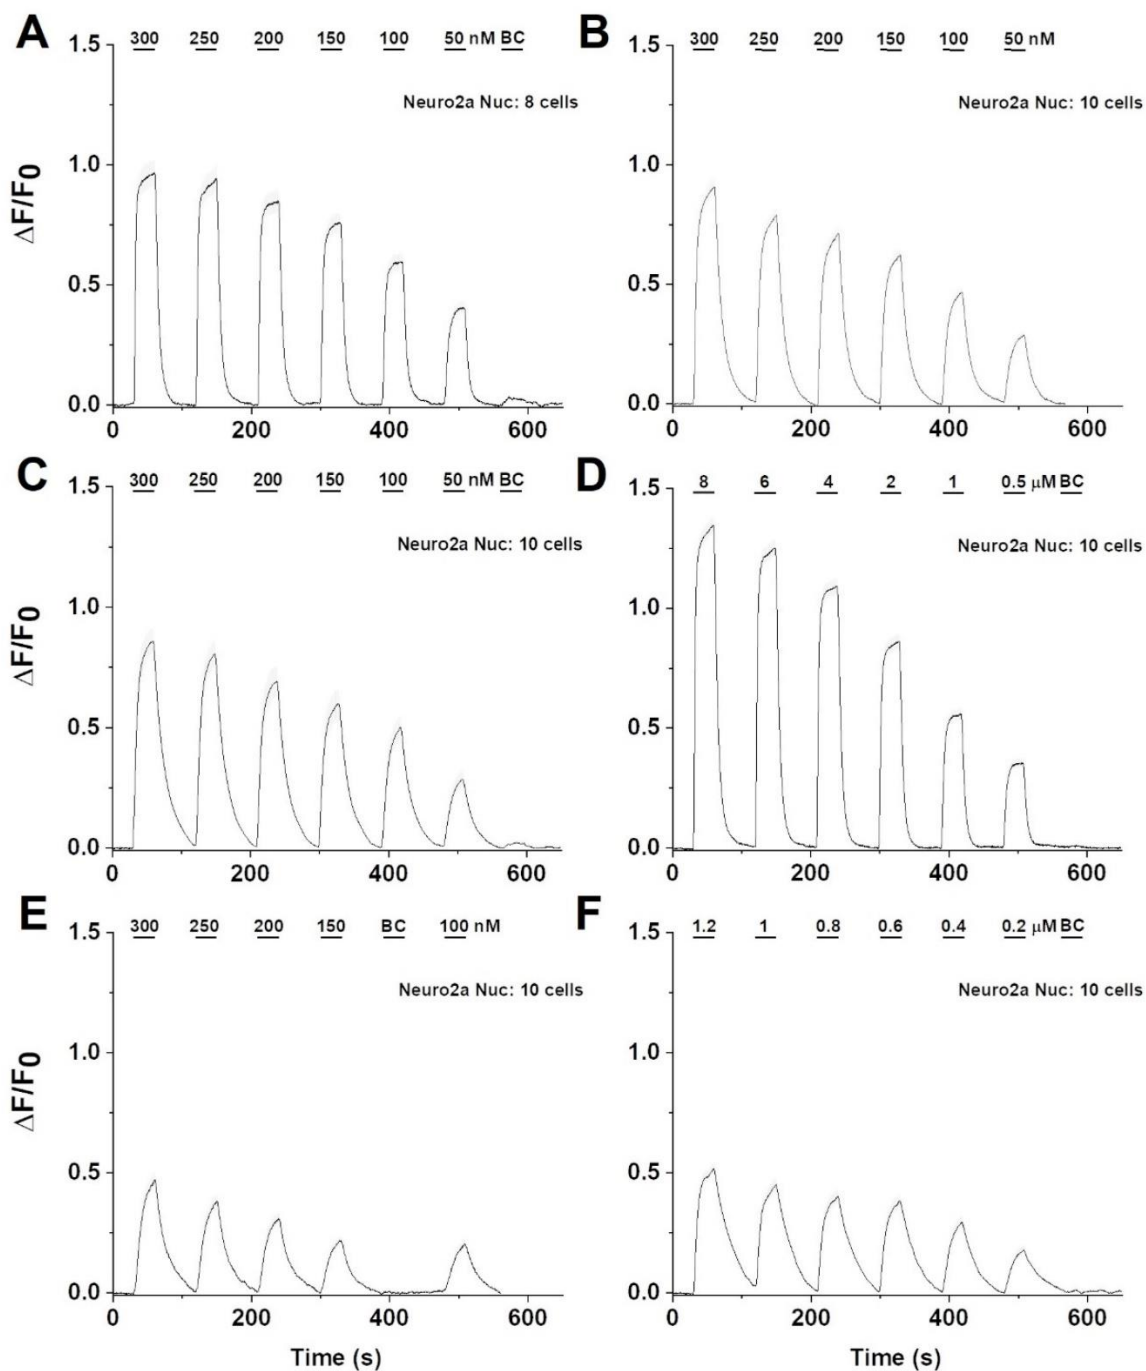 A
1.5
300 250 200 150 100 50 nM BC
Neuro2a Nuc: 8 cells
1.0
ΔF/F0
0.5
0.0
0 200 400 600
B
1.5
300 250 200 150 100 50 nM
Neuro2a Nuc: 10 cells
1.0
0.5
0.0
0 200 400 600
C
1.5
300 250 200 150 100 50 nM BC
Neuro2a Nuc: 10 cells
1.0
ΔF/F0
0.5
0.0
0 200 400 600
D
1.5
8 6 4 2 1 0.5 μM BC
Neuro2a Nuc: 10 cells
1.0
0.5
0.0
0 200 400 600
E
1.5
300 250 200 150 BC 100 nM
Neuro2a Nuc: 10 cells
1.0
ΔF/F0
0.5
0.0
0 200 400 600
Time (s)
F
1.5
1.2 1 0.8 0.6 0.4 0.2 μM BC
Neuro2a Nuc: 10 cells
1.0
0.5
0.0
0 200 400 600
Time (s)